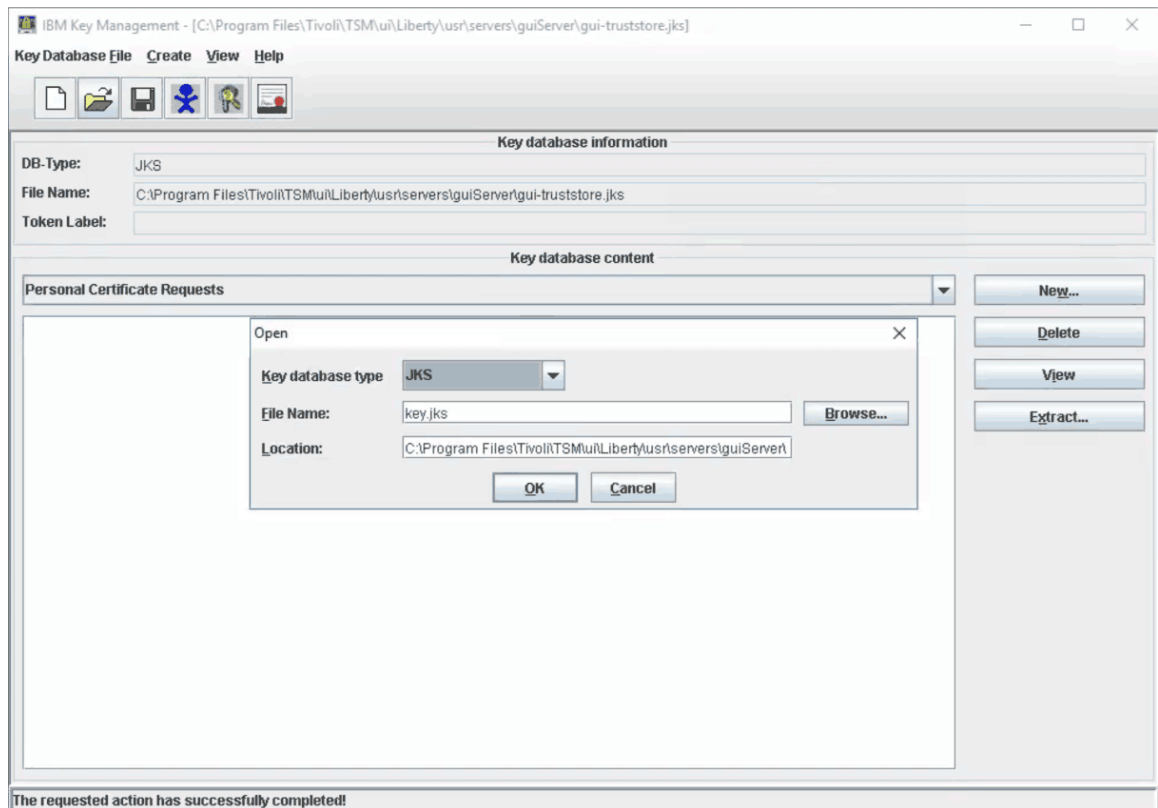 IBM Key Management - [C:\Program Files\Tivoli\TSM\ui\Liberty\usr\servers\guiServer\gui-truststore.jks]
Key Database File Create View Help
Key database information
DB-Type: JKS
File Name: C:\Program Files\Tivoli\TSM\ui\Liberty\usr\servers\guiServer\gui-truststore.jks
Token Label:
Key database content
Personal Certificate Requests New...
Open Delete
Key database type JKS View
File Name: key.jks Browse... Extract...
Location: C:\Program Files\Tivoli\TSM\ui\Liberty\usr\servers\guiServer\
OK Cancel
The requested action has successfully completed!